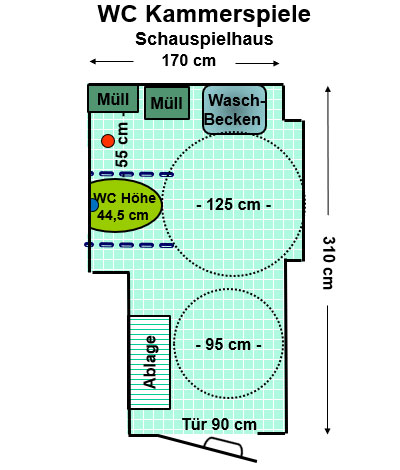 WC Kammerspiele
Schauspielhaus
170 cm
Müll
Müll
Wasch-
Becken
55 cm -
WC Höhe
44,5 cm
- 125 cm -
310 cm
- 95 cm -
Ablage
Tür 90 cm